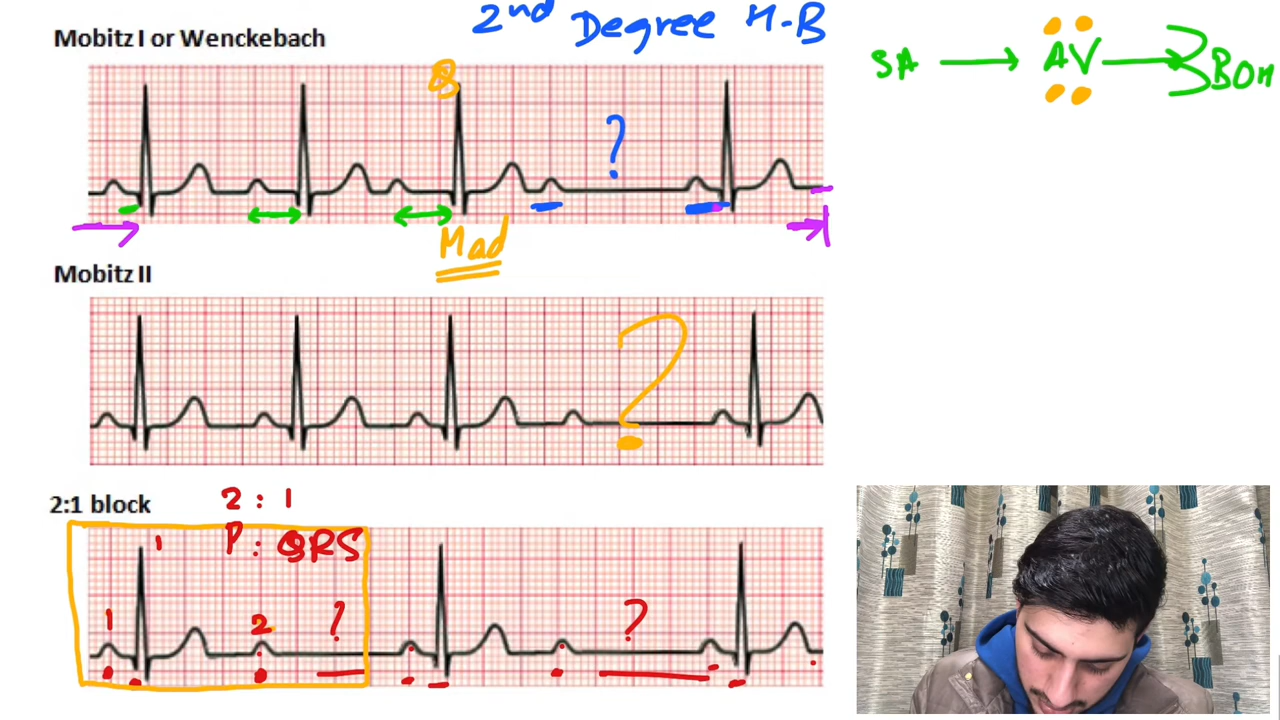 2nd Degree H-B
SA → AV → BOH
Mobitz I or Wenckebach
?
Mad
Mobitz II
?
2:1 block
2 : 1
P : QRS
1
1
2
?
?